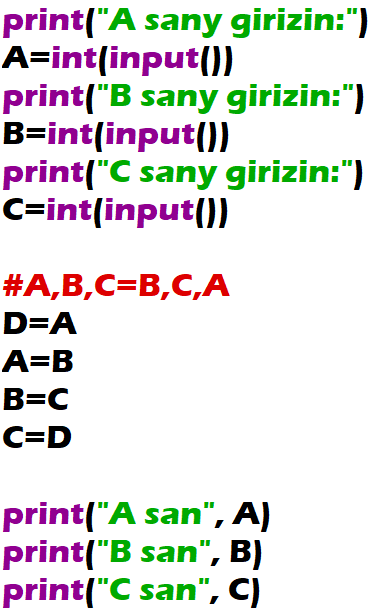 print("A sany girizin:")
A=int(input())
print("B sany girizin:")
B=int(input())
print("C sany girizin:")
C=int(input())
#A,B,C=B,C,A
D=A
A=B
B=C
C=D
print("A san", A)
print("B san", B)
print("C san", C)